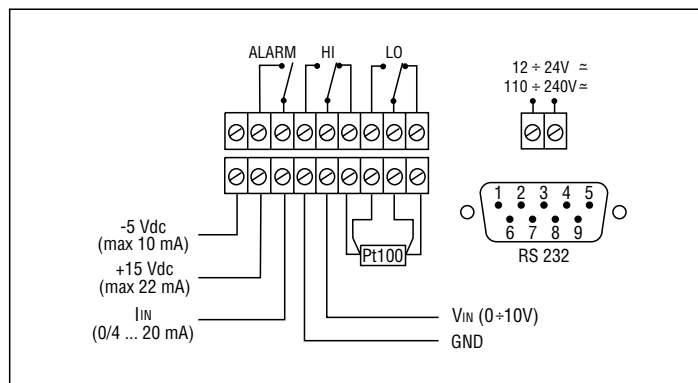 ALARM HI LO
12 ÷ 24V ≃
110 ÷ 240V ≃
-5 Vdc
(max 10 mA)
+15 Vdc
(max 22 mA)
IIN
(0/4 ... 20 mA)
Pt100
VIN (0÷10V)
GND
1 2 3 4 5
6 7 8 9
RS 232